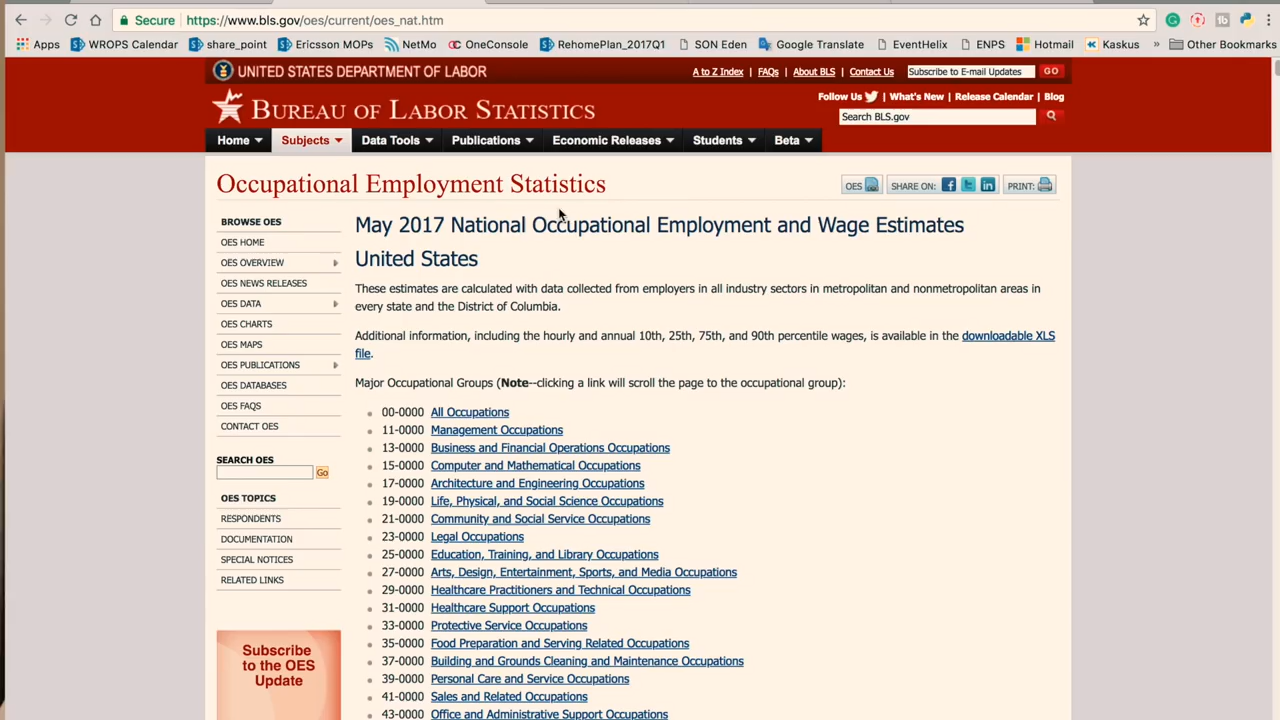 Secure https://www.bls.gov/oes/current/oes_nat.htm
Apps WROPS Calendar share_point Ericsson MOPs NetMo OneConsole RehomePlan_2017Q1 SON Eden Google Translate EventHelix ENPS Hotmail Kaskus » Other Bookmarks
UNITED STATES DEPARTMENT OF LABOR
A to Z Index | FAQs | About BLS | Contact Us Subscribe to E-mail Updates GO
BUREAU OF LABOR STATISTICS
Follow Us | What's New | Release Calendar | Blog
Search BLS.gov
Home Subjects Data Tools Publications Economic Releases Students Beta
Occupational Employment Statistics
OES SHARE ON: PRINT:
BROWSE OES
OES HOME
OES OVERVIEW
OES NEWS RELEASES
OES DATA
OES CHARTS
OES MAPS
OES PUBLICATIONS
OES DATABASES
OES FAQS
CONTACT OES
SEARCH OES
Go
OES TOPICS
RESPONDENTS
DOCUMENTATION
SPECIAL NOTICES
RELATED LINKS
Subscribe
to the OES
Update
May 2017 National Occupational Employment and Wage Estimates
United States
These estimates are calculated with data collected from employers in all industry sectors in metropolitan and nonmetropolitan areas in
every state and the District of Columbia.
Additional information, including the hourly and annual 10th, 25th, 75th, and 90th percentile wages, is available in the downloadable XLS
file.
Major Occupational Groups (Note--clicking a link will scroll the page to the occupational group):
00-0000 All Occupations
11-0000 Management Occupations
13-0000 Business and Financial Operations Occupations
15-0000 Computer and Mathematical Occupations
17-0000 Architecture and Engineering Occupations
19-0000 Life, Physical, and Social Science Occupations
21-0000 Community and Social Service Occupations
23-0000 Legal Occupations
25-0000 Education, Training, and Library Occupations
27-0000 Arts, Design, Entertainment, Sports, and Media Occupations
29-0000 Healthcare Practitioners and Technical Occupations
31-0000 Healthcare Support Occupations
33-0000 Protective Service Occupations
35-0000 Food Preparation and Serving Related Occupations
37-0000 Building and Grounds Cleaning and Maintenance Occupations
39-0000 Personal Care and Service Occupations
41-0000 Sales and Related Occupations
43-0000 Office and Administrative Support Occupations